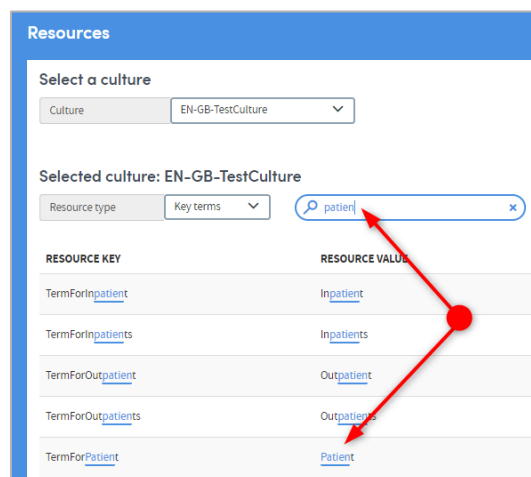 Resources
Select a culture
Culture EN-GB-TestCulture
Selected culture: EN-GB-TestCulture
Resource type Key terms patien ×
RESOURCE KEY RESOURCE VALUE
TermForInpatient Inpatient
TermForInpatients Inpatients
TermForOutpatient Outpatient
TermForOutpatients Outpatients
TermForPatient Patient